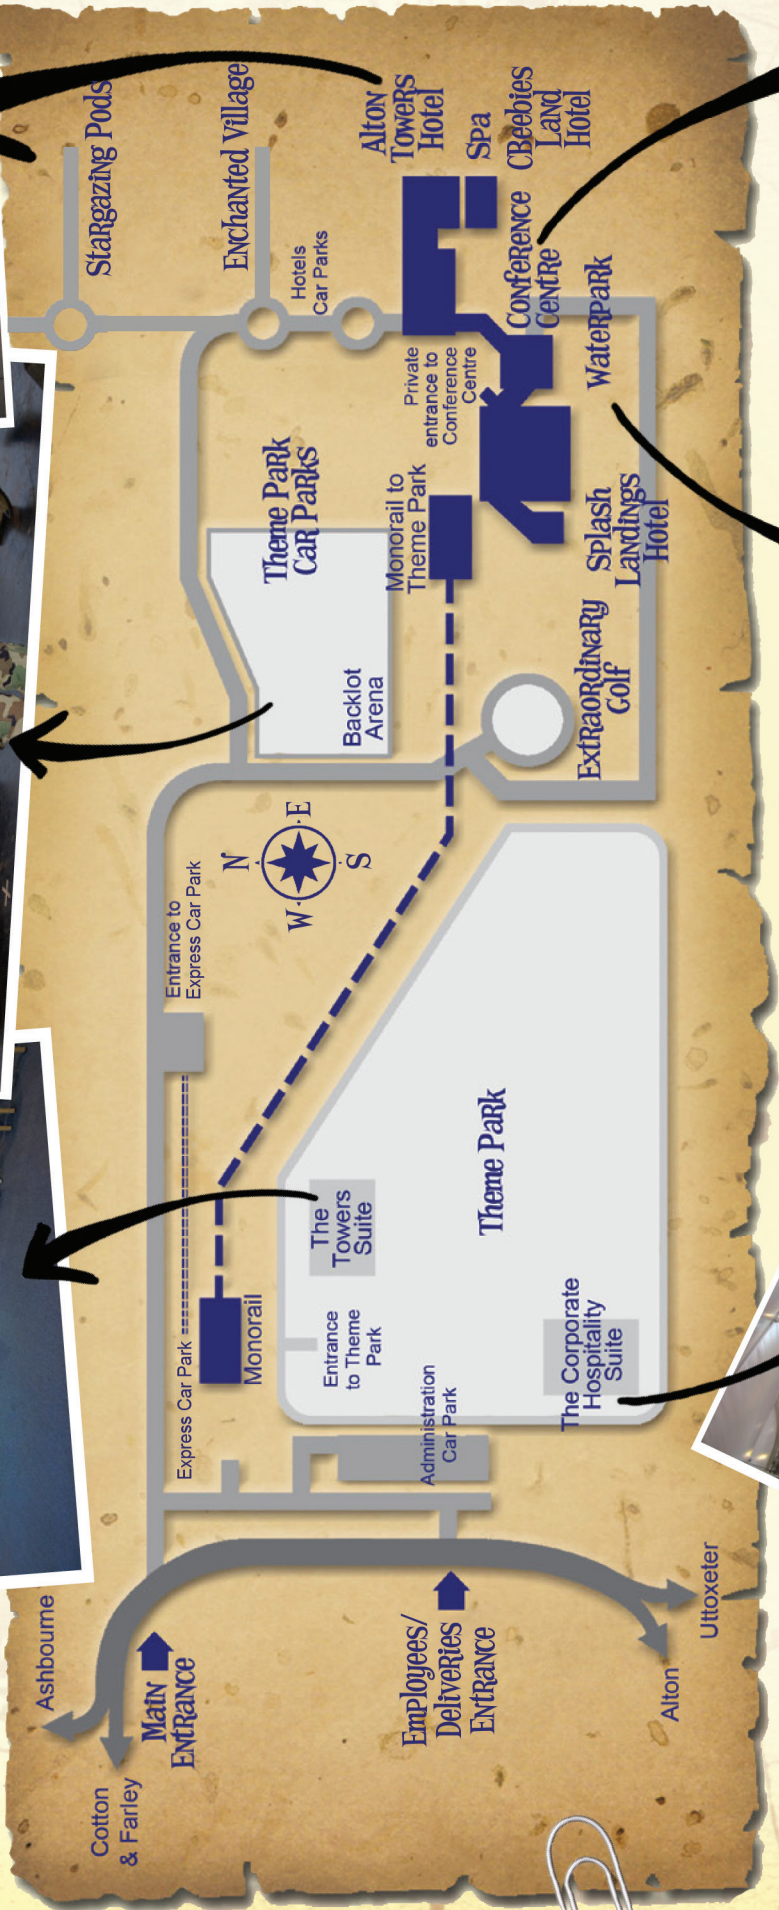 Ashbourne
Cotton
& Farley
Main
Entrance
Employees/
Deliveries
Entrance
Alton
Uttoxeter
Express Car Park
Monorail
Entrance
to Theme
Park
Administration
Car Park
The Corporate
Hospitality
Suite
The
Towers
Suite
Theme Park
Entrance to
Express Car Park
N
W
E
S
Backlot
Arena
Theme Park
Car Parks
Monorail to
Theme Park
Extraordinary
Golf
Splash
Landings
Hotel
Waterpark
Private
entrance to
Conference
Centre
Conference
Centre
Hotels
Car Parks
Enchanted Village
Stargazing Pods
Alton
Towers
Hotel
Spa
CBeebies
Land
Hotel